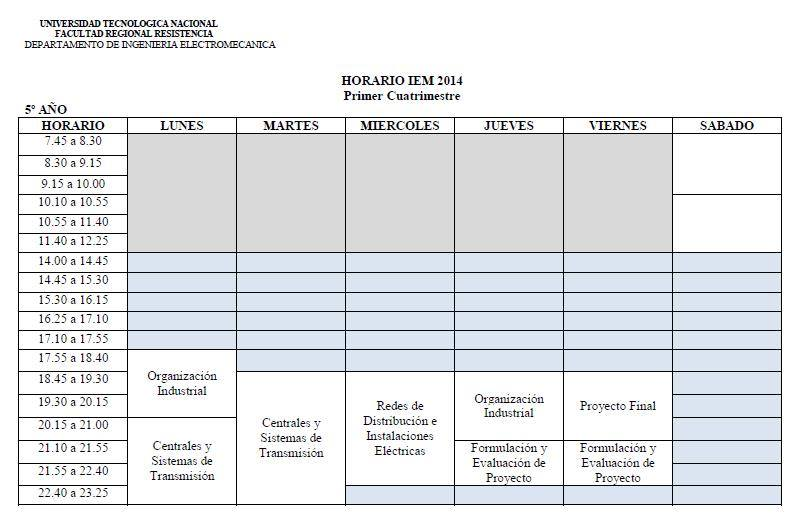 UNIVERSIDAD TECNOLOGICA NACIONAL
FACULTAD REGIONAL RESISTENCIA
DEPARTAMENTO DE INGENIERIA ELECTROMECANICA
HORARIO IEM 2014
Primer Cuatrimestre
5º AÑO
HORARIO LUNES MARTES MIERCOLES JUEVES VIERNES SABADO
7.45 a 8.30
8.30 a 9.15
9.15 a 10.00
10.10 a 10.55
10.55 a 11.40
11.40 a 12.25
14.00 a 14.45
14.45 a 15.30
15.30 a 16.15
16.25 a 17.10
17.10 a 17.55
17.55 a 18.40
18.45 a 19.30
19.30 a 20.15
20.15 a 21.00
21.10 a 21.55
21.55 a 22.40
22.40 a 23.25
Organización
Industrial
Centrales y
Sistemas de
Transmisión
Centrales y
Sistemas de
Transmisión
Redes de
Distribución e
Instalaciones
Eléctricas
Organización
Industrial
Formulación y
Evaluación de
Proyecto
Proyecto Final
Formulación y
Evaluación de
Proyecto